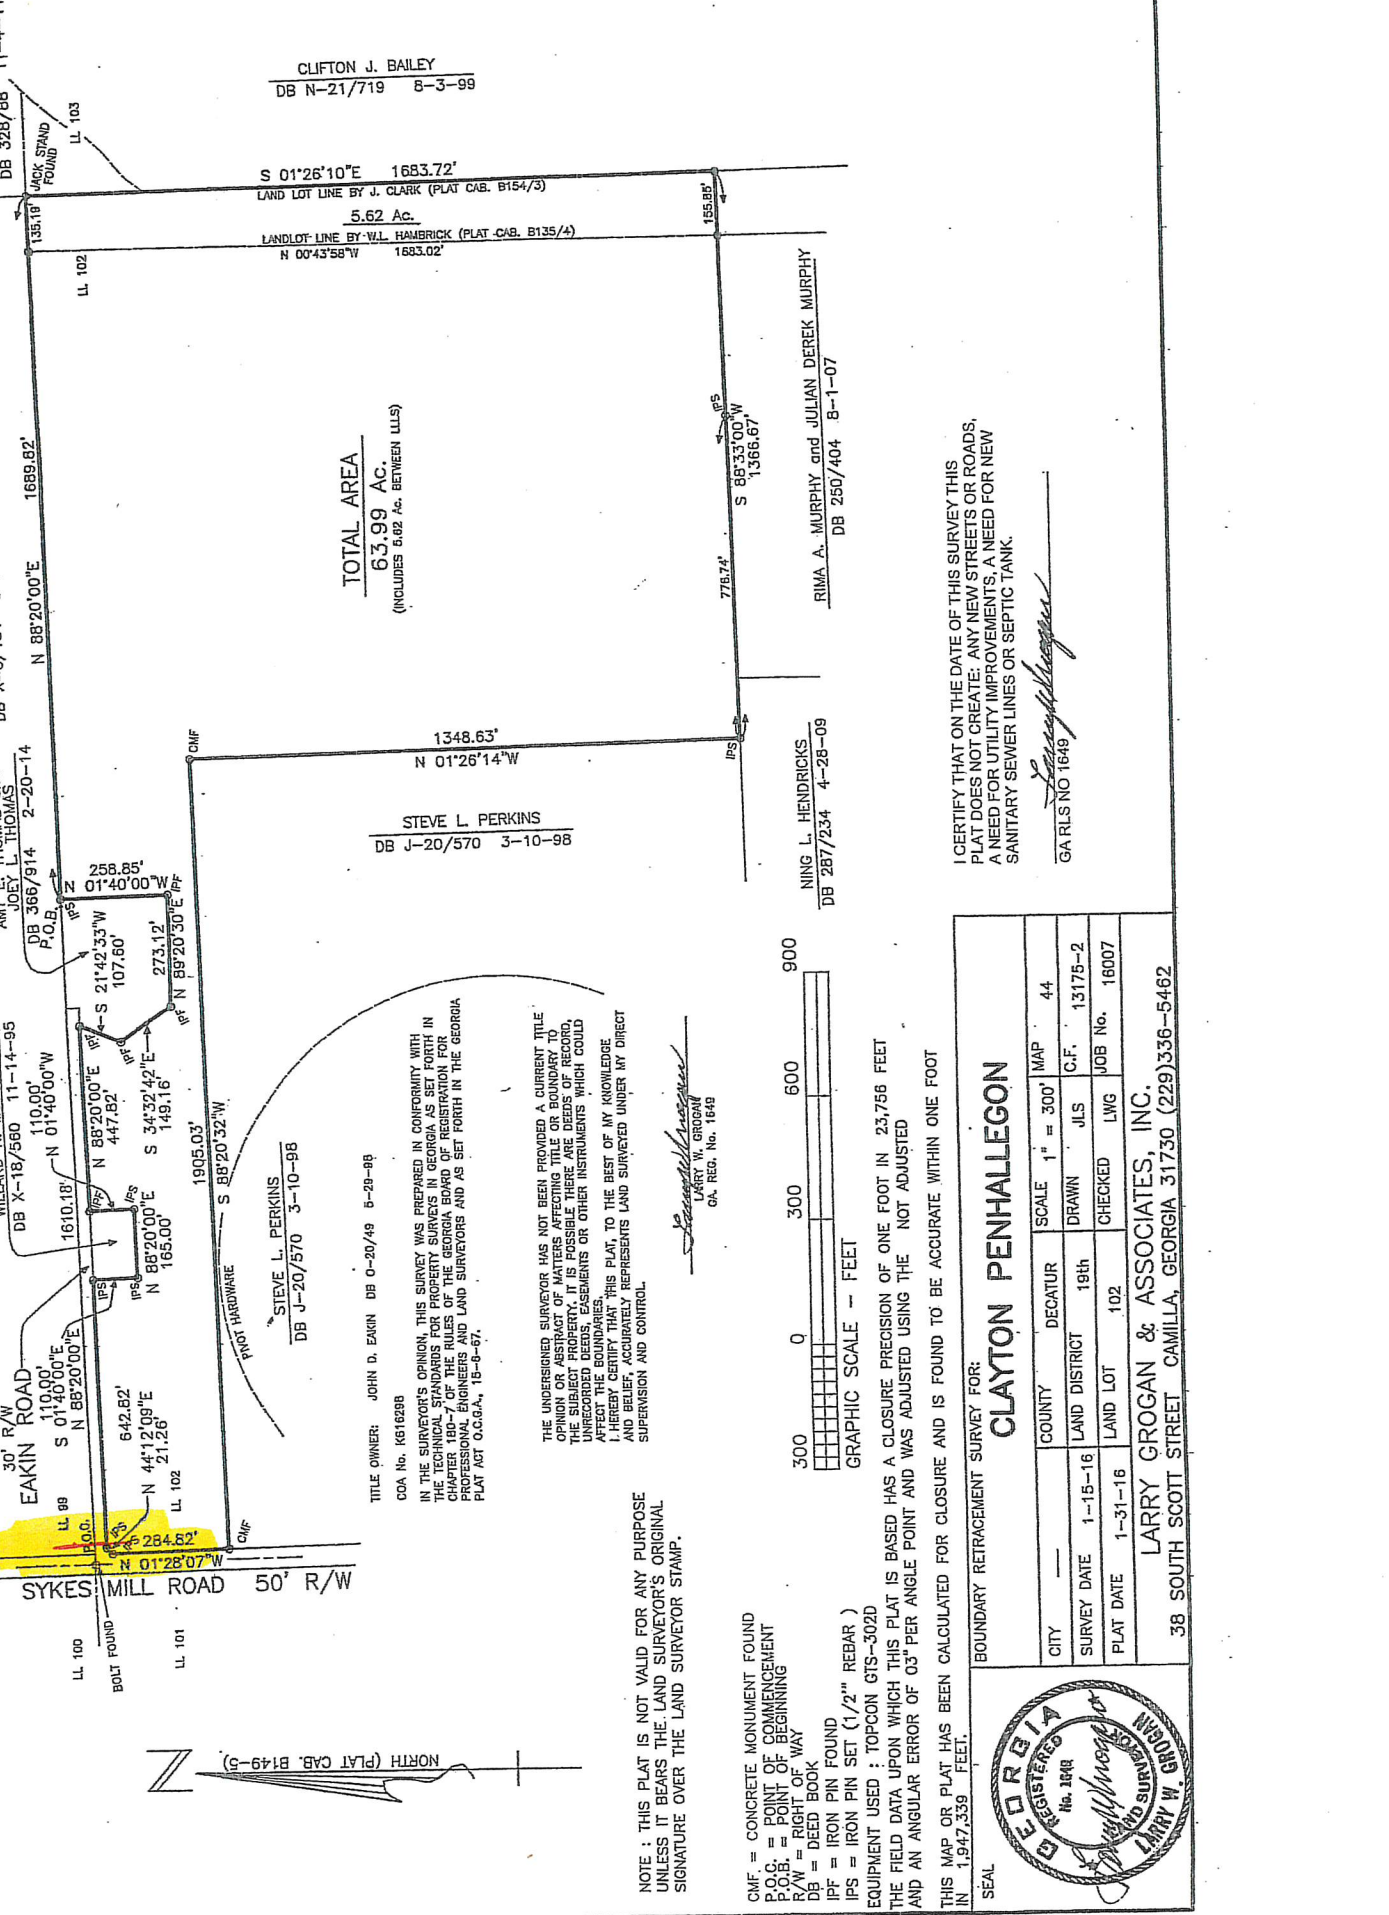 DB 328/88
CLIFTON J. BAILEY
DB N-21/719 8-3-99
JACK STAND
FOUND
LL 103
135.19'
S 01°26'10"E 1683.72'
LAND LOT LINE BY J. CLARK (PLAT CAB. B154/3)
5.62 Ac.
LANDLOT LINE BY W.L. HAMBRICK (PLAT CAB. B135/4)
N 00°43'58"W 1683.02'
155.85'
LL 102
N 88°20'00"E 1689.82'
TOTAL AREA
63.99 Ac.
(INCLUDES 5.62 Ac. BETWEEN LLLS)
IPS
S 88°33'00"W
1366.67'
776.74'
RIMA A. MURPHY and JULIAN DEREK MURPHY
DB 250/404 8-1-07
JOEY L. THOMAS
DB 366/914 2-20-14
P.O.B.
IPS
258.85'
N 01°40'00"W
IPF
CMF
1348.63'
N 01°26'14"W
IPS
STEVE L. PERKINS
DB J-20/570 3-10-98
NING L. HENDRICKS
DB 287/234 4-28-09
S 21°42'33"W
107.60'
273.12'
N 89°20'30"E
IPF
IPF
IPF
S 34°32'42"E
149.16'
DB X-18/560 11-14-95
110.00'
N 01°40'00"W
N 88°20'00"E
447.82'
1610.18'
IPF
IPS
N 88°20'00"E
165.00'
IPS
IPS
1905.03'
S 88°20'32"W
30' R/W
EAKIN ROAD
110.00'
S 01°40'00"E
N 88°20'00"E
642.82'
N 44°12'09"E
21.26'
LL 99
LL 102
P.O.C.
IPS
IPS
284.82'
N 01°28'07"W
CMF
SYKES MILL ROAD 50' R/W
BOLT FOUND
LL 100
LL 101
PIVOT HARDWARE
STEVE L. PERKINS
DB J-20/570 3-10-98
NORTH (PLAT CAB. B149-5)
TITLE OWNER: JOHN D. EAKIN DB O-20/49 5-29-98
COA No. K616298
IN THE SURVEYOR'S OPINION, THIS SURVEY WAS PREPARED IN CONFORMITY WITH
THE TECHNICAL STANDARDS FOR PROPERTY SURVEYS IN GEORGIA AS SET FORTH IN
CHAPTER 180-7 OF THE RULES OF THE GEORGIA BOARD OF REGISTRATION FOR
PROFESSIONAL ENGINEERS AND LAND SURVEYORS AND AS SET FORTH IN THE GEORGIA
PLAT ACT O.C.G.A., 15-6-67.
THE UNDERSIGNED SURVEYOR HAS NOT BEEN PROVIDED A CURRENT TITLE
OPINION OR ABSTRACT OF MATTERS AFFECTING TITLE OR BOUNDARY TO
THE SUBJECT PROPERTY. IT IS POSSIBLE THERE ARE DEEDS OF RECORD,
UNRECORDED DEEDS, EASEMENTS OR OTHER INSTRUMENTS WHICH COULD
AFFECT THE BOUNDARIES.
I HEREBY CERTIFY THAT THIS PLAT, TO THE BEST OF MY KNOWLEDGE
AND BELIEF, ACCURATELY REPRESENTS LAND SURVEYED UNDER MY DIRECT
SUPERVISION AND CONTROL.
LARRY W. GROGAN
GA. REG. No. 1649
NOTE : THIS PLAT IS NOT VALID FOR ANY PURPOSE
UNLESS IT BEARS THE LAND SURVEYOR'S ORIGINAL
SIGNATURE OVER THE LAND SURVEYOR STAMP.
300 0 300 600 900
GRAPHIC SCALE – FEET
CMF. = CONCRETE MONUMENT FOUND
P.O.C. = POINT OF COMMENCEMENT
P.O.B. = POINT OF BEGINNING
R/W = RIGHT OF WAY
DB = DEED BOOK
IPF = IRON PIN FOUND
IPS = IRON PIN SET (1/2" REBAR )
EQUIPMENT USED : TOPCON GTS-302D
THE FIELD DATA UPON WHICH THIS PLAT IS BASED HAS A CLOSURE PRECISION OF ONE FOOT IN 23,756 FEET
AND AN ANGULAR ERROR OF 03" PER ANGLE POINT AND WAS ADJUSTED USING THE NOT ADJUSTED
THIS MAP OR PLAT HAS BEEN CALCULATED FOR CLOSURE AND IS FOUND TO BE ACCURATE WITHIN ONE FOOT
IN 1,947,339 FEET.
I CERTIFY THAT ON THE DATE OF THIS SURVEY THIS
PLAT DOES NOT CREATE: ANY NEW STREETS OR ROADS,
A NEED FOR UTILITY IMPROVEMENTS, A NEED FOR NEW
SANITARY SEWER LINES OR SEPTIC TANK.
GA RLS NO 1649
SEAL
GEORGIA
REGISTERED
No. 1649
LAND SURVEYOR
LARRY W. GROGAN
BOUNDARY RETRACEMENT SURVEY FOR:
CLAYTON PENHALLEGON
CITY — COUNTY DECATUR SCALE 1" = 300' MAP 44
SURVEY DATE 1-15-16 LAND DISTRICT 19th DRAWN JLS C.F. 13175-2
PLAT DATE 1-31-16 LAND LOT 102 CHECKED LWG JOB No. 16007
LARRY GROGAN & ASSOCIATES, INC.
38 SOUTH SCOTT STREET CAMILLA, GEORGIA 31730 (229)336-5462